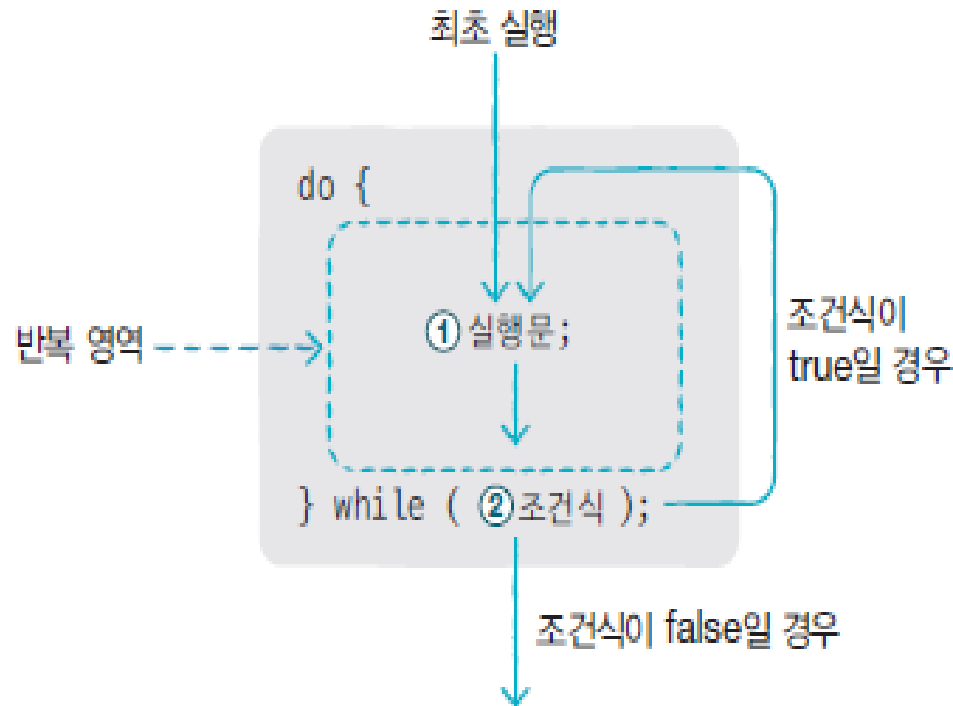 최초 실행
do {
① 실행문;
반복 영역
조건식이
true일 경우
} while ( ②조건식 );
조건식이 false일 경우